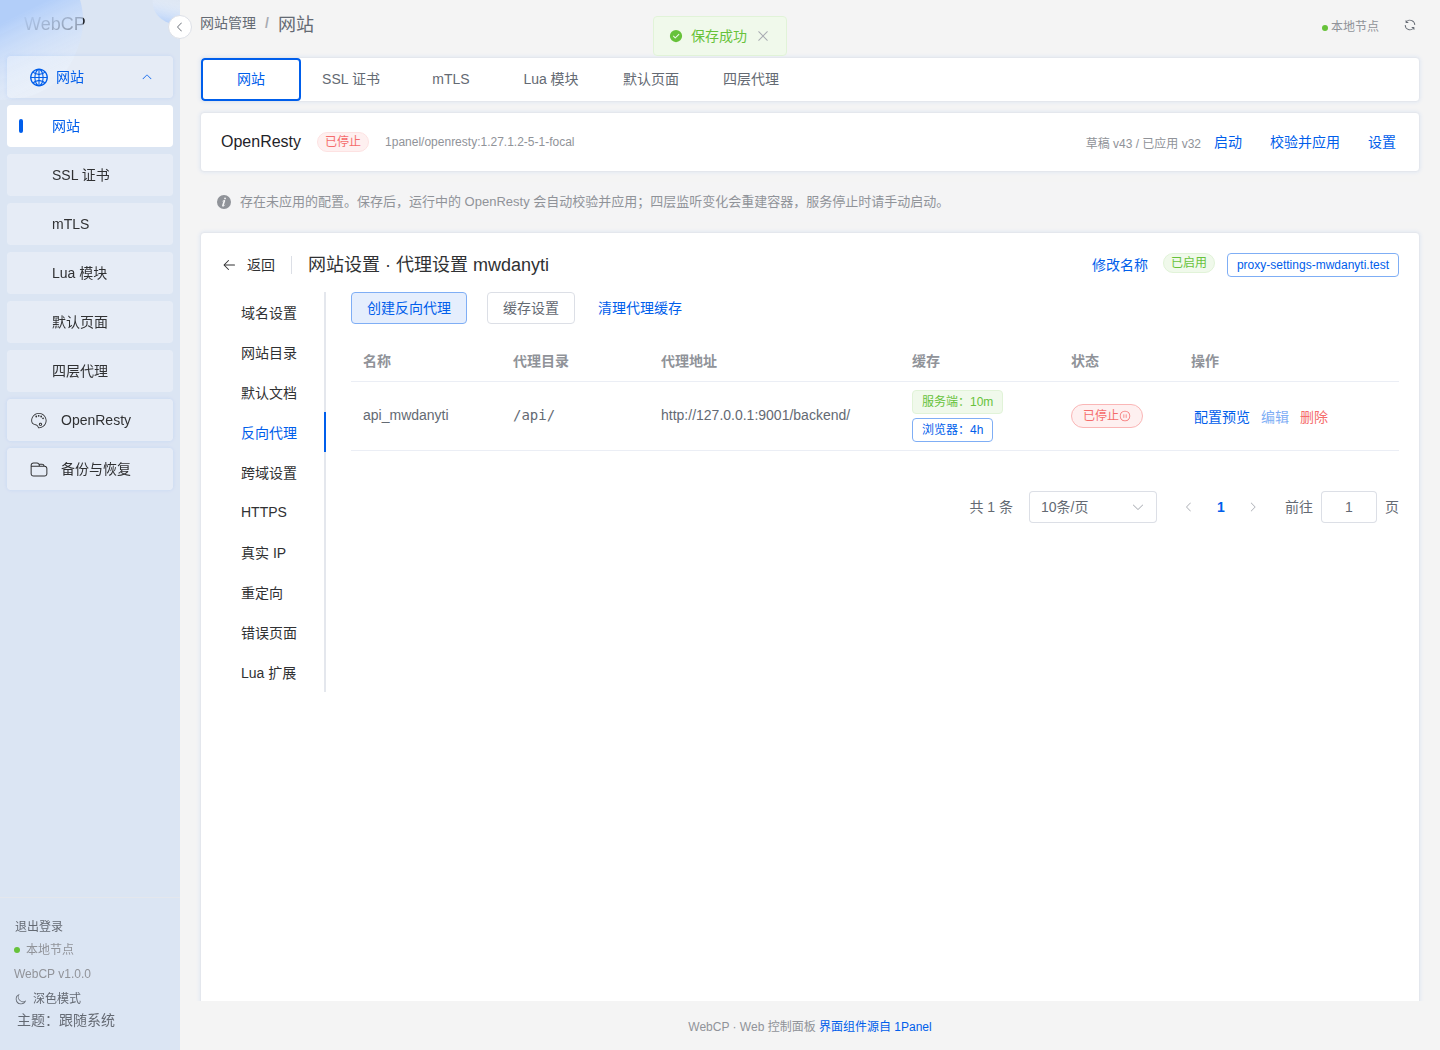 WebCP
网站管理 / 网站
保存成功
本地节点
网站
网站
SSL 证书
mTLS
Lua 模块
默认页面
四层代理
OpenResty
备份与恢复
网站 SSL 证书 mTLS Lua 模块 默认页面 四层代理
OpenResty 已停止 1panel/openresty:1.27.1.2-5-1-focal 草稿 v43 / 已应用 v32 启动 校验并应用 设置
存在未应用的配置。保存后，运行中的 OpenResty 会自动校验并应用；四层监听变化会重建容器，服务停止时请手动启动。
返回 网站设置 · 代理设置 mwdanyti 修改名称 已启用 proxy-settings-mwdanyti.test
域名设置
网站目录
默认文档
反向代理
跨域设置
HTTPS
真实 IP
重定向
错误页面
Lua 扩展
创建反向代理 缓存设置 清理代理缓存
名称 代理目录 代理地址 缓存 状态 操作
api_mwdanyti /api/ http://127.0.0.1:9001/backend/ 服务端：10m 浏览器：4h 已停止 配置预览 编辑 删除
共 1 条 10条/页 1 前往 1 页
退出登录
本地节点
WebCP v1.0.0
深色模式
主题：跟随系统
WebCP · Web 控制面板 界面组件源自 1Panel